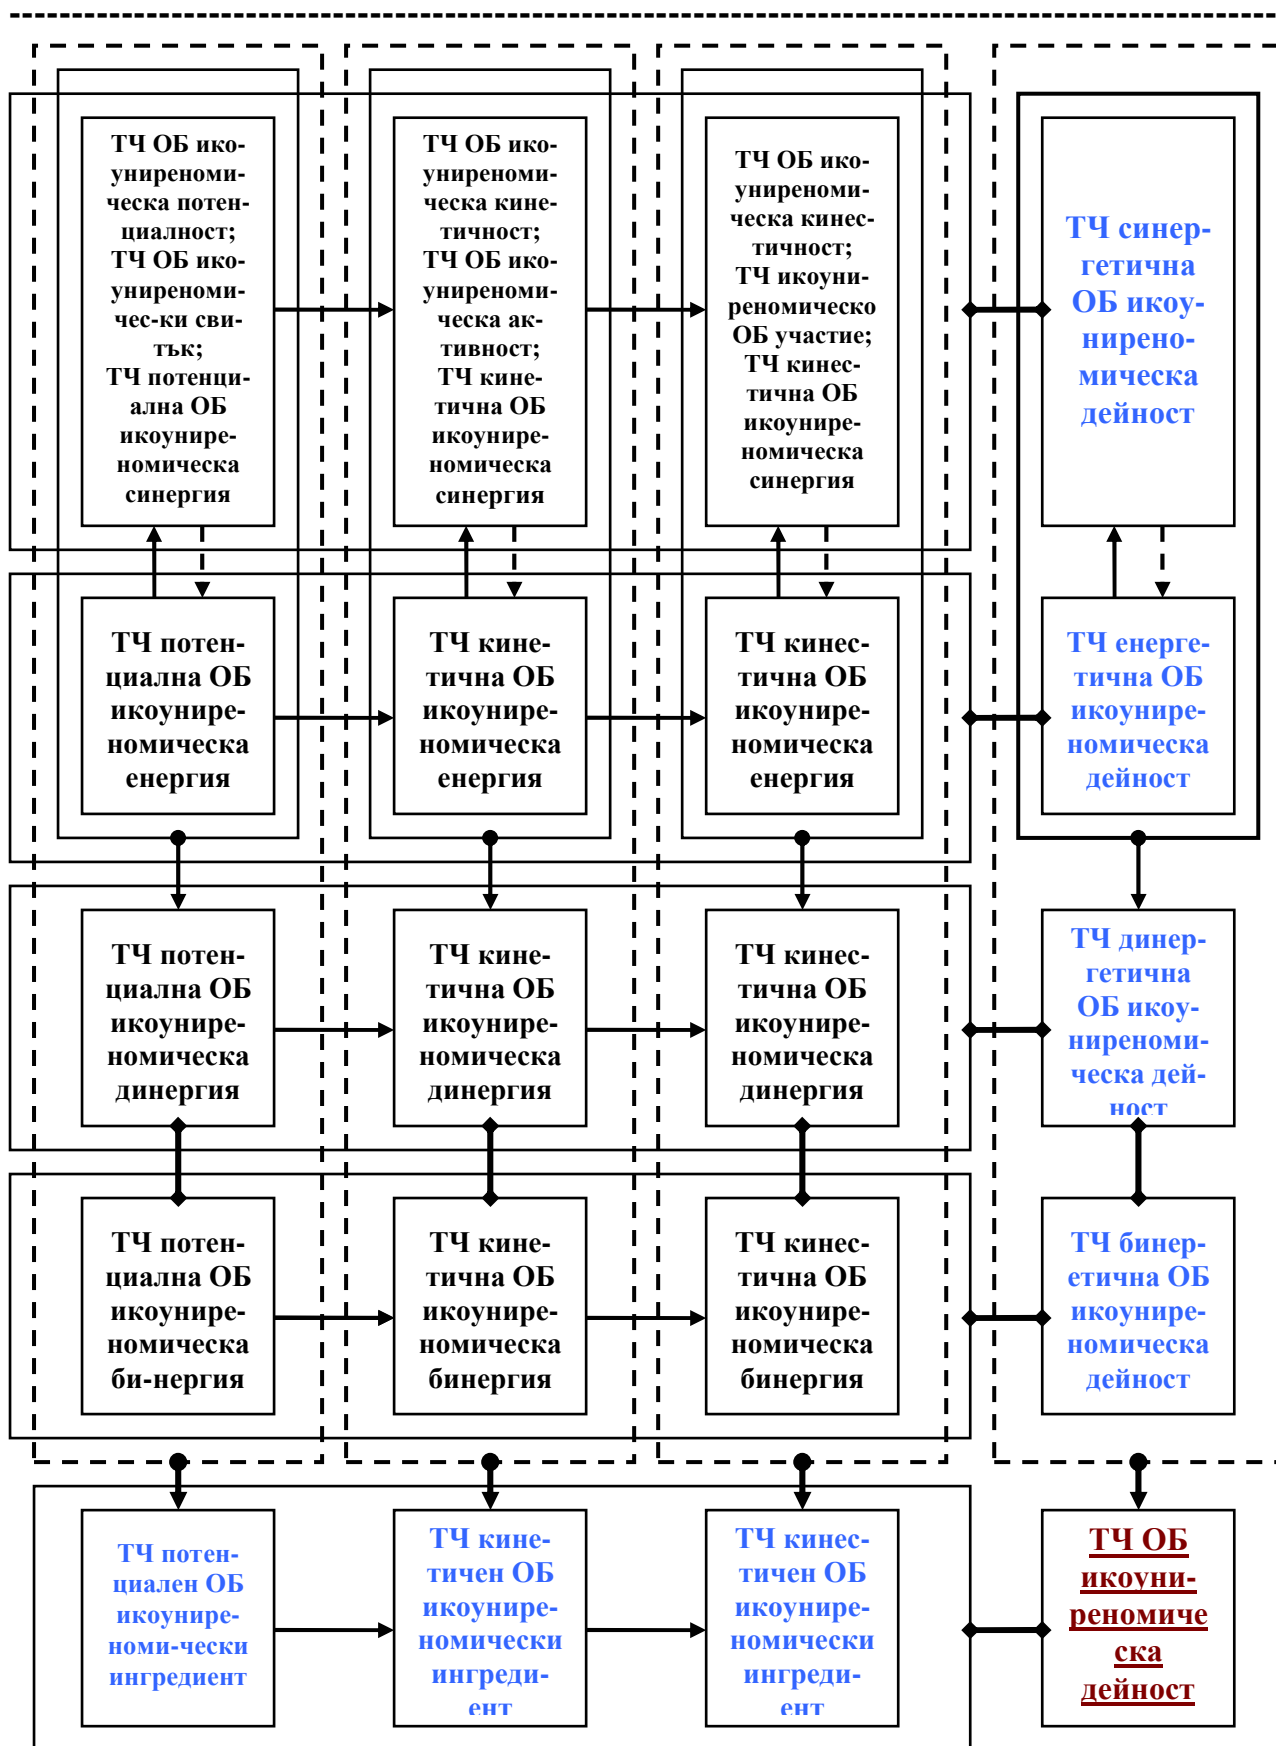 ТЧ ОБ ико-
униреноми-
ческа потен-
циалност;
ТЧ ОБ ико-
униреноми-
чес-ки сви-
тък;
ТЧ потенци-
ална ОБ
икоунире-
номическа
синергия
ТЧ ОБ ико-
униреноми-
ческа кине-
тичност;
ТЧ ОБ ико-
униреноми-
ческа ак-
тивност;
ТЧ кине-
тична ОБ
икоунире-
номическа
синергия
ТЧ ОБ ико-
униреноми-
ческа кинес-
тичност;
ТЧ икоуни-
реномическо
ОБ участие;
ТЧ кинес-
тична ОБ
икоунире-
номическа
синергия
ТЧ синер-
гетична
ОБ икоу-
нирено-
мическа
дейност
ТЧ потен-
циална ОБ
икоунире-
номическа
енергия
ТЧ кине-
тична ОБ
икоунире-
номическа
енергия
ТЧ кинес-
тична ОБ
икоунире-
номическа
енергия
ТЧ енерге-
тична ОБ
икоунире-
номическа
дейност
ТЧ потен-
циална ОБ
икоунире-
номическа
динергия
ТЧ кине-
тична ОБ
икоунире-
номическа
динергия
ТЧ кинес-
тична ОБ
икоунире-
номическа
динергия
ТЧ динер-
гетична
ОБ икоу-
ниреноми-
ческа дей-
ност
ТЧ потен-
циална ОБ
икоунире-
номическа
би-нергия
ТЧ кине-
тична ОБ
икоунире-
номическа
бинергия
ТЧ кинес-
тична ОБ
икоунире-
номическа
бинергия
ТЧ бинер-
етична ОБ
икоунире-
номическа
дейност
ТЧ потен-
циален ОБ
икоунире-
номи-чески
ингредиент
ТЧ кине-
тичен ОБ
икоунире-
номически
ингреди-
ент
ТЧ кинес-
тичен ОБ
икоунире-
номически
ингреди-
ент
ТЧ ОБ
икоуни-
реномиче
ска
дейност